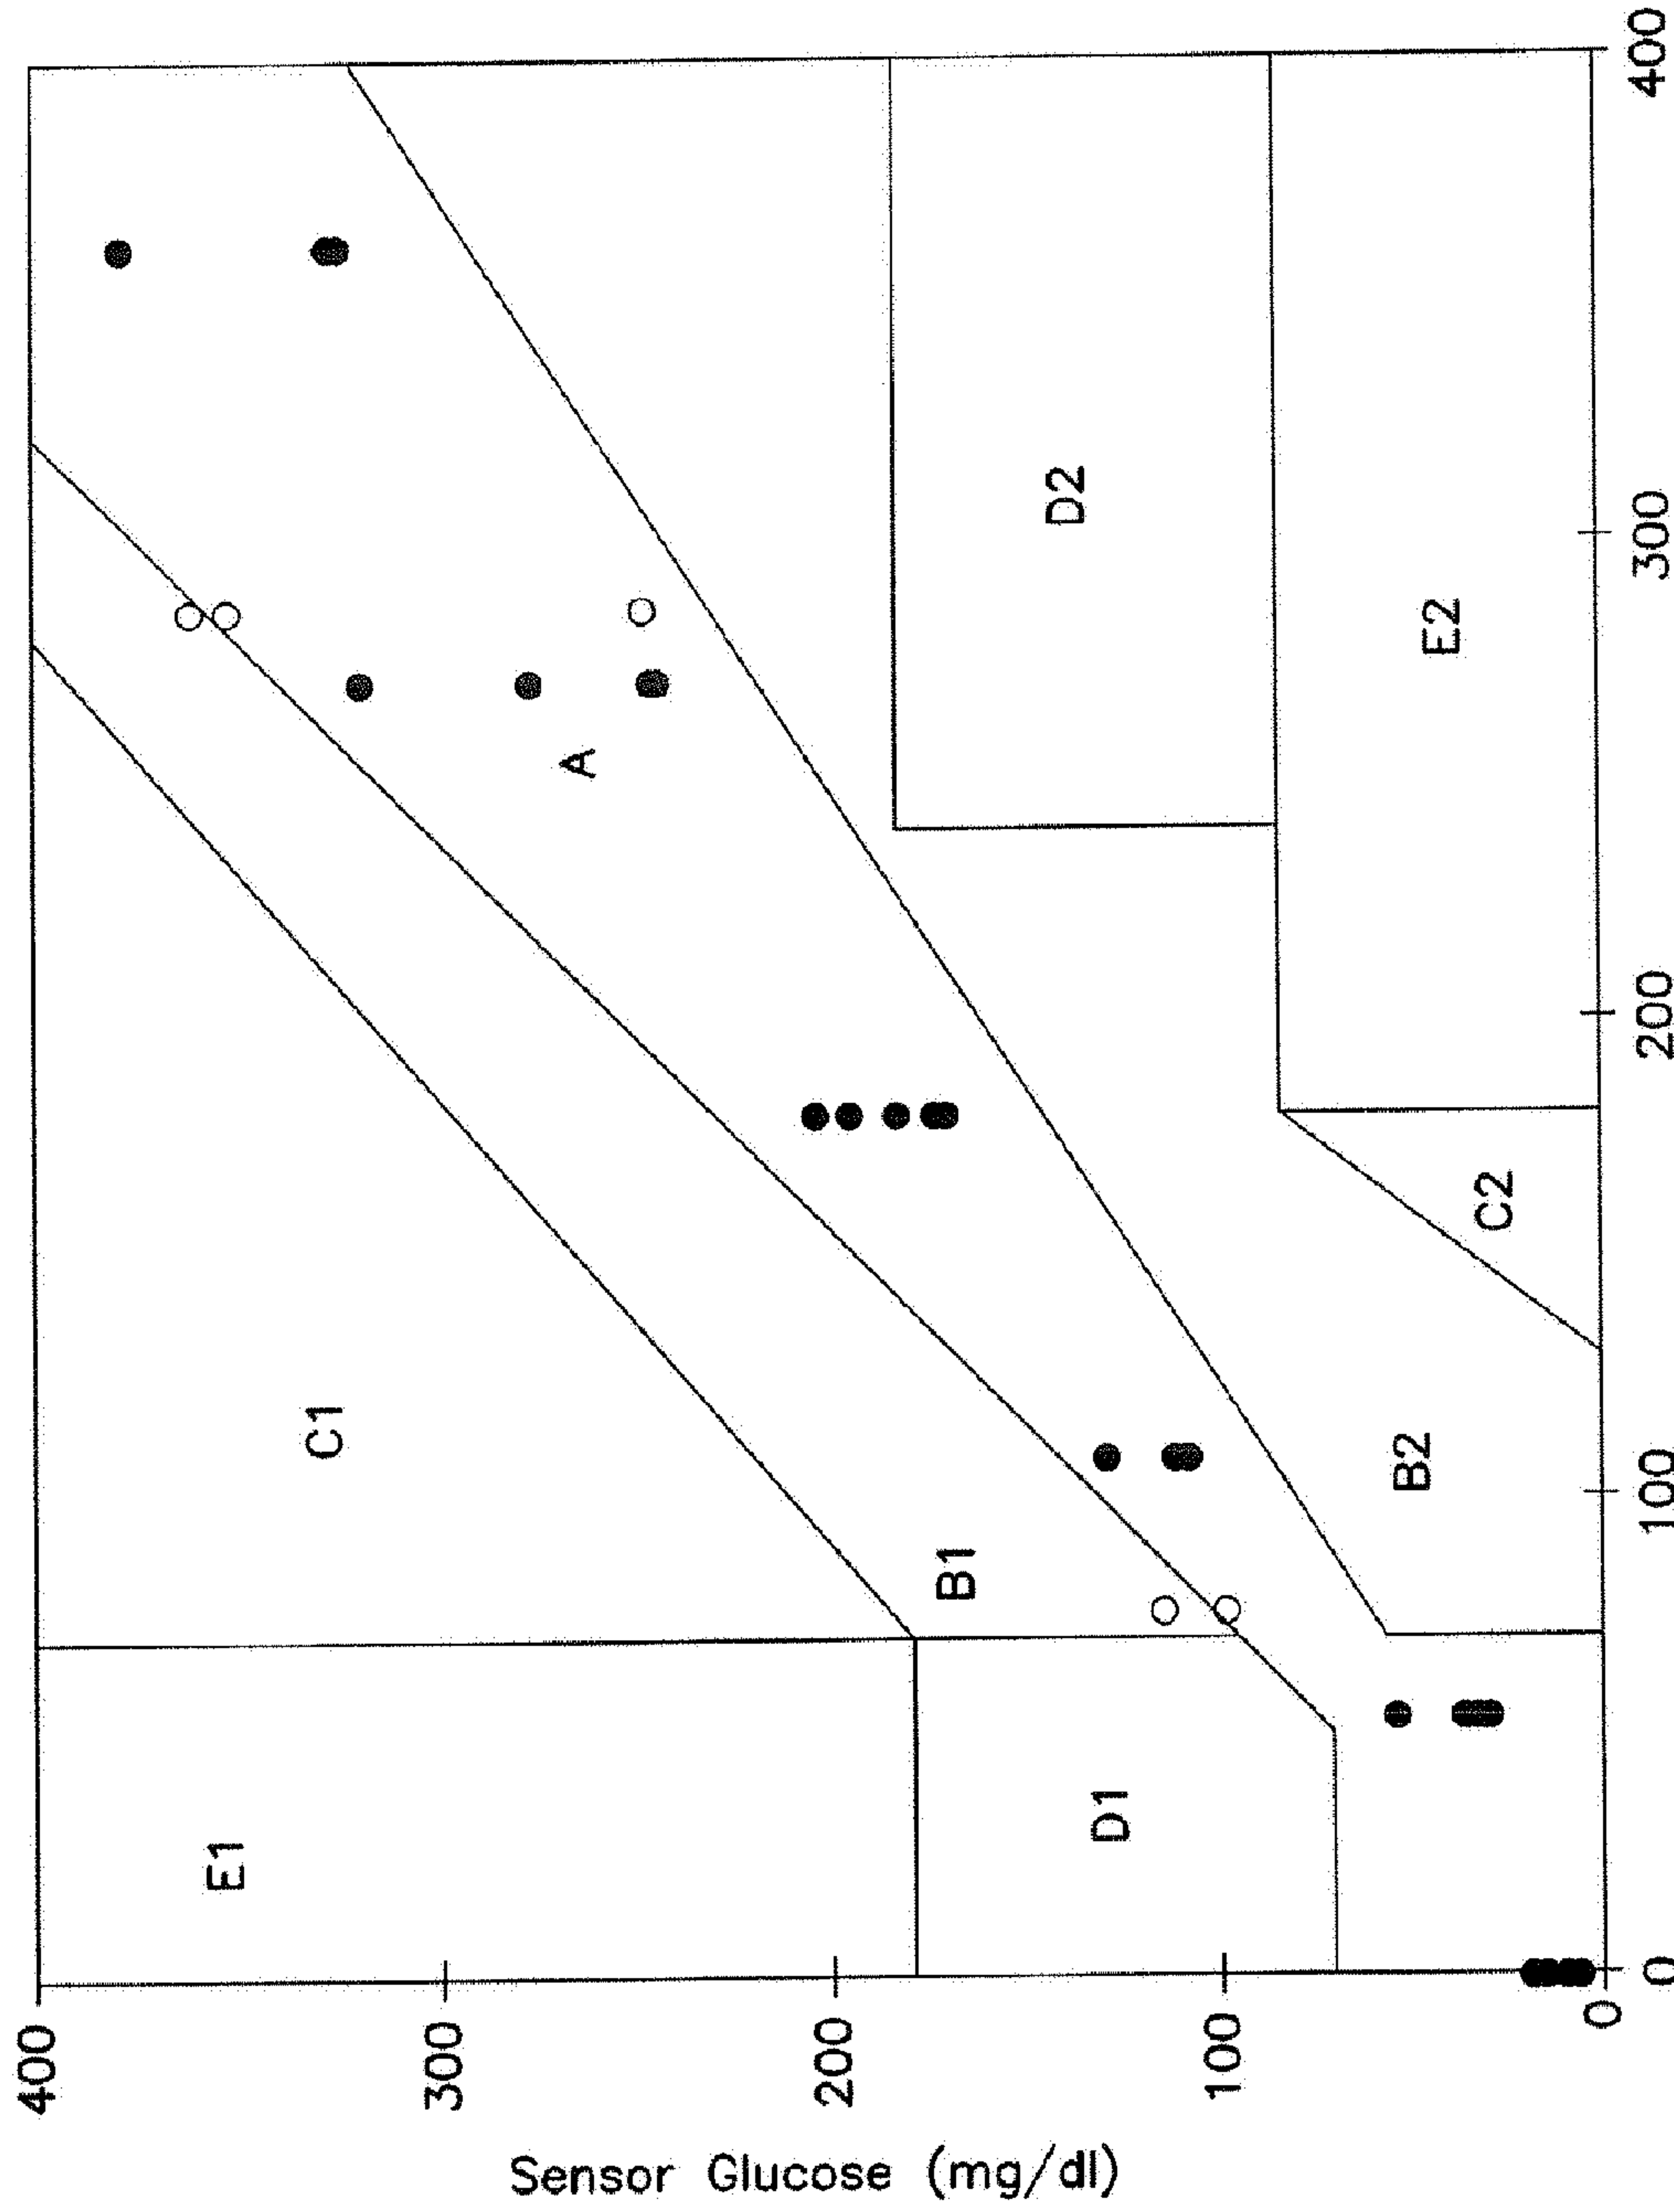 Sensor Glucose (mg/dl)
400
300
200
100
0
0
100
200
300
400
E1
C1
D1
B1
A
B2
C2
D2
E2